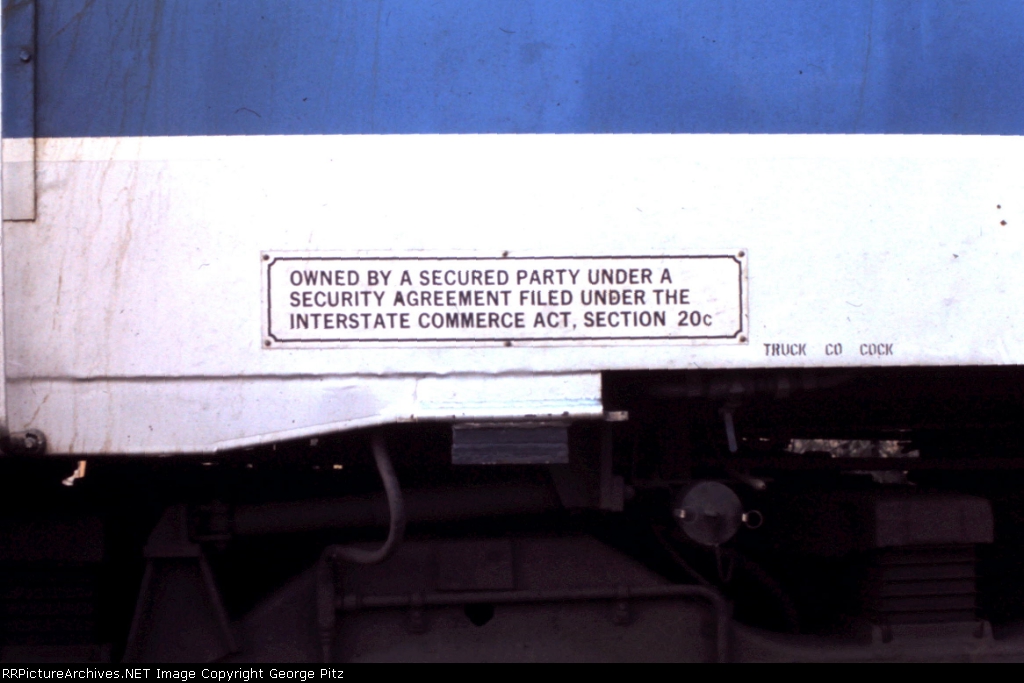 OWNED BY A SECURED PARTY UNDER A
SECURITY AGREEMENT FILED UNDER THE
INTERSTATE COMMERCE ACT, SECTION 20c
TRUCK CO COCK
RRPictureArchives.NET Image Copyright George Pitz